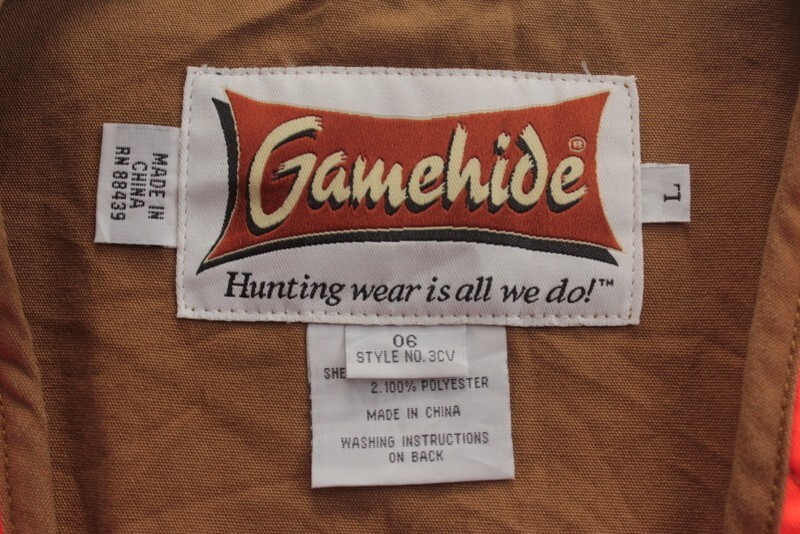 Gamehide®
Hunting wear is all we do!™
MADE IN
CHINA
RN 88439
L
06
STYLE NO. 3CV
SHE
2.100% POLYESTER
MADE IN CHINA
WASHING INSTRUCTIONS
ON BACK